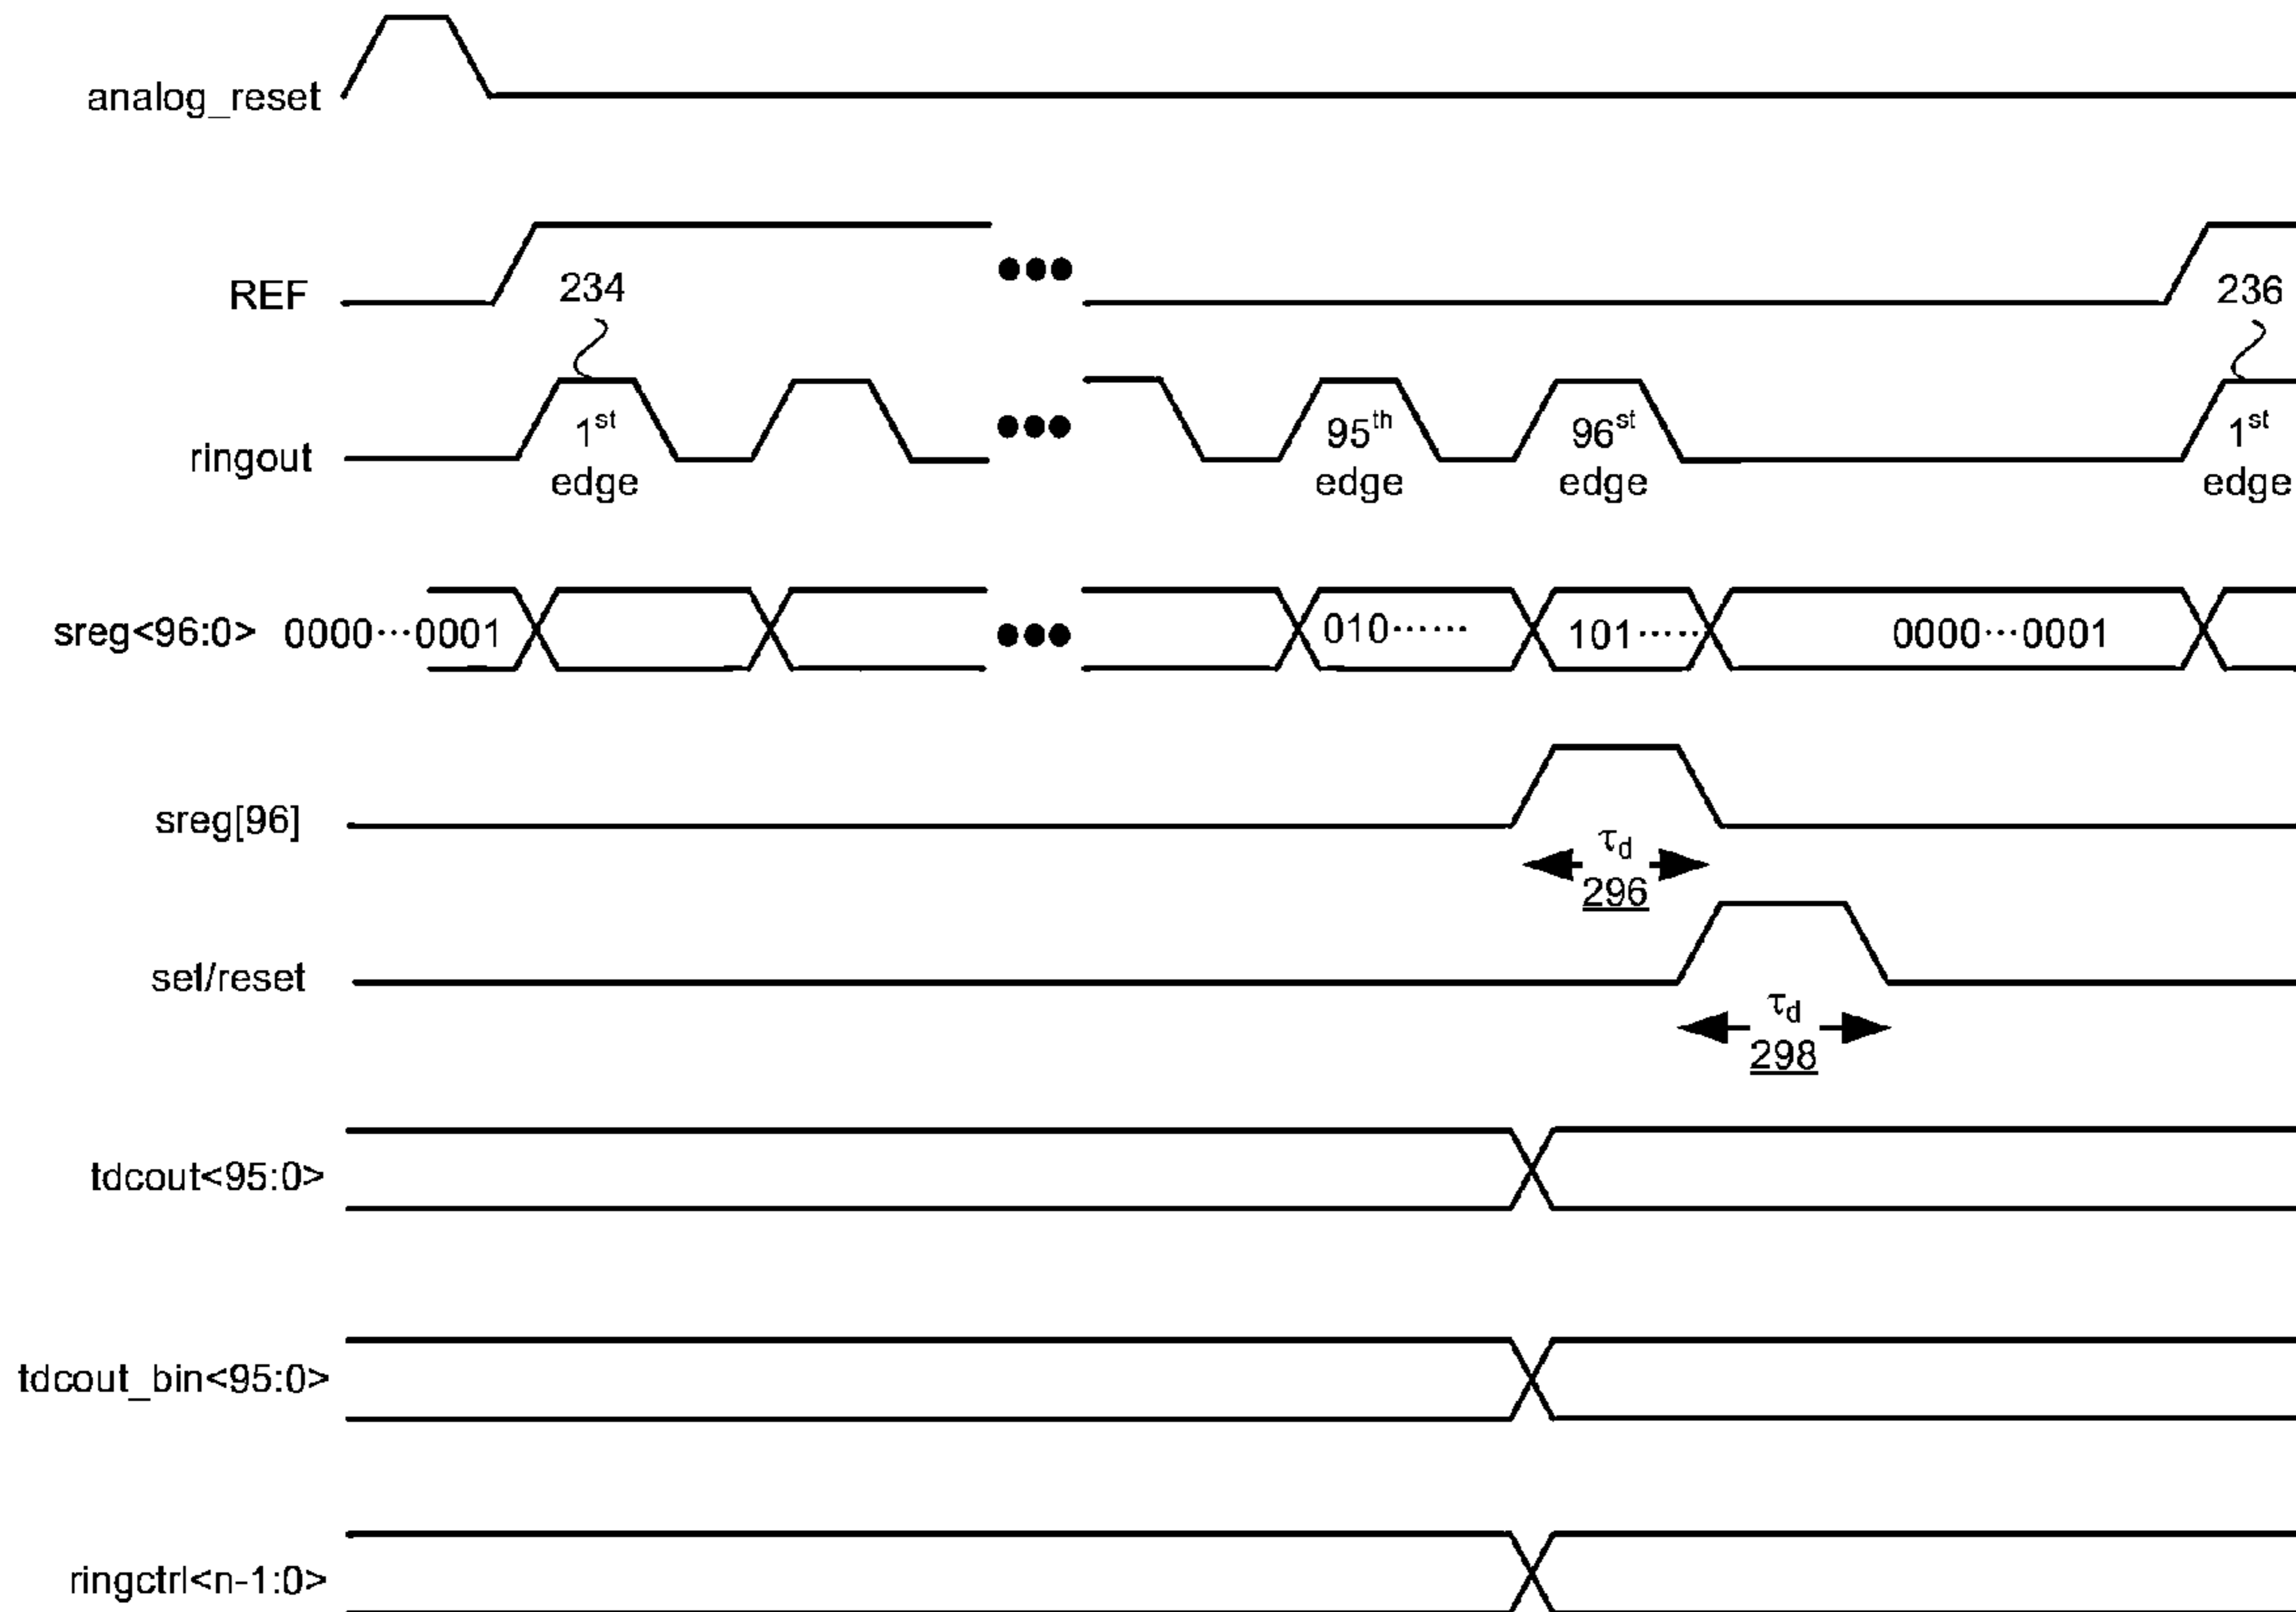 analog_reset
REF
234
236
ringout
1st edge
95th edge
96st edge
1st edge
sreg<96:0>
0000···0001
010······
101······
0000···0001
sreg[96]
τd
296
set/reset
τd
298
tdcout<95:0>
tdcout_bin<95:0>
ringctrl<n-1:0>